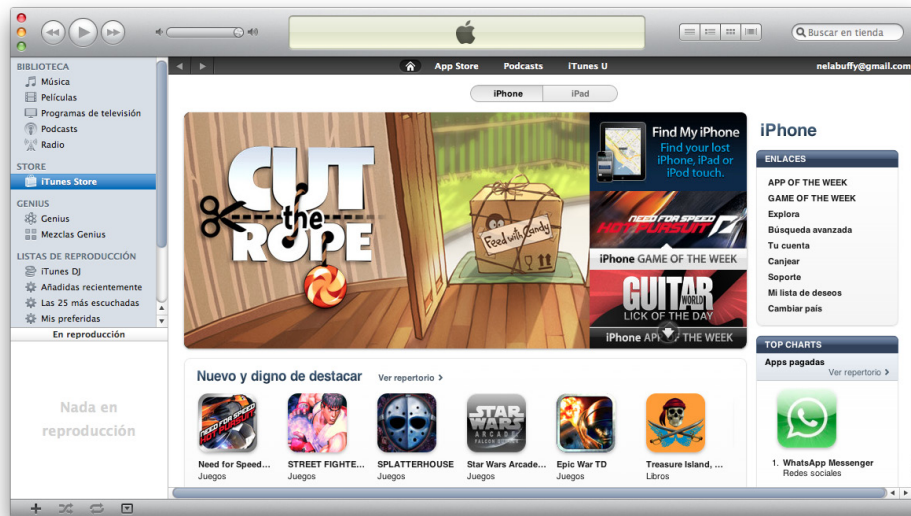 Buscar en tienda
BIBLIOTECA
Música
Películas
Programas de televisión
Podcasts
Radio
STORE
iTunes Store
GENIUS
Genius
Mezclas Genius
LISTAS DE REPRODUCCIÓN
iTunes DJ
Añadidas recientemente
Las 25 más escuchadas
Mis preferidas
En reproducción
Nada en
reproducción
App Store Podcasts iTunes U
nelabuffy@gmail.com
iPhone iPad
CUT
the
ROPE
Feed with Candy
Find My iPhone
Find your lost
iPhone, iPad or
iPod touch.
NEED FOR SPEED
HOT PURSUIT
iPhone GAME OF THE WEEK
GUITAR
WORLD
LICK OF THE DAY
iPhone APP OF THE WEEK
iPhone
ENLACES
APP OF THE WEEK
GAME OF THE WEEK
Explora
Búsqueda avanzada
Tu cuenta
Canjear
Soporte
Mi lista de deseos
Cambiar país
TOP CHARTS
Apps pagadas
Ver repertorio >
1. WhatsApp Messenger
Redes sociales
Nuevo y digno de destacar Ver repertorio >
NEED FOR SPEED
HOT PURSUIT
STAR
WARS
ARCADE
FALCON GUNNER
Need for Speed...
Juegos
STREET FIGHTE...
Juegos
SPLATTERHOUSE
Juegos
Star Wars Arcade...
Juegos
Epic War TD
Juegos
Treasure Island, ...
Libros